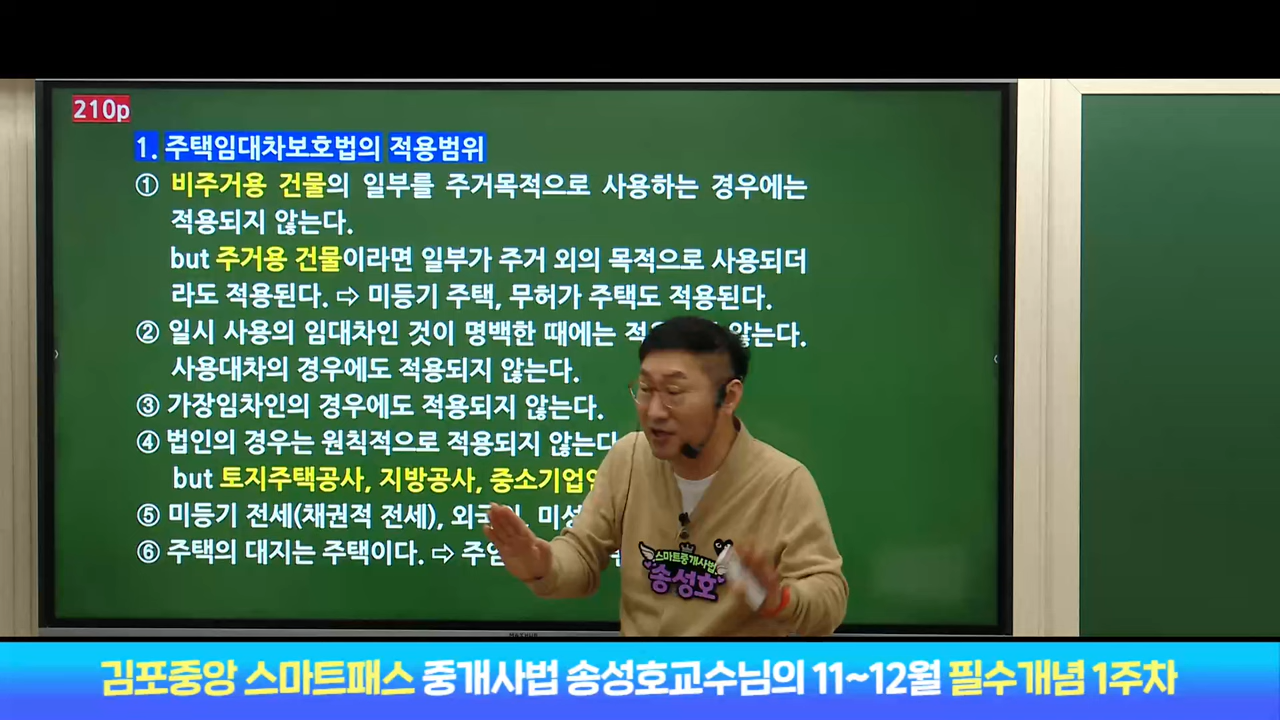 210p
1. 주택임대차보호법의 적용범위
① 비주거용 건물의 일부를 주거목적으로 사용하는 경우에는
적용되지 않는다.
but 주거용 건물이라면 일부가 주거 외의 목적으로 사용되더
라도 적용된다. ⇨ 미등기 주택, 무허가 주택도 적용된다.
② 일시 사용의 임대차인 것이 명백한 때에는 않는다.
사용대차의 경우에도 적용되지 않는다.
③ 가장임차인의 경우에도 적용되지 않는다.
④ 법인의 경우는 원칙적으로 적용되지 않는다
but 토지주택공사, 지방공사, 중소기업
⑤ 미등기 전세(채권적 전세),
⑥ 주택의 대지는 주택이다. ⇨
스마트중개사법
송성호
김포중앙 스마트패스 중개사법 송성호교수님의 11~12월 필수개념 1주차